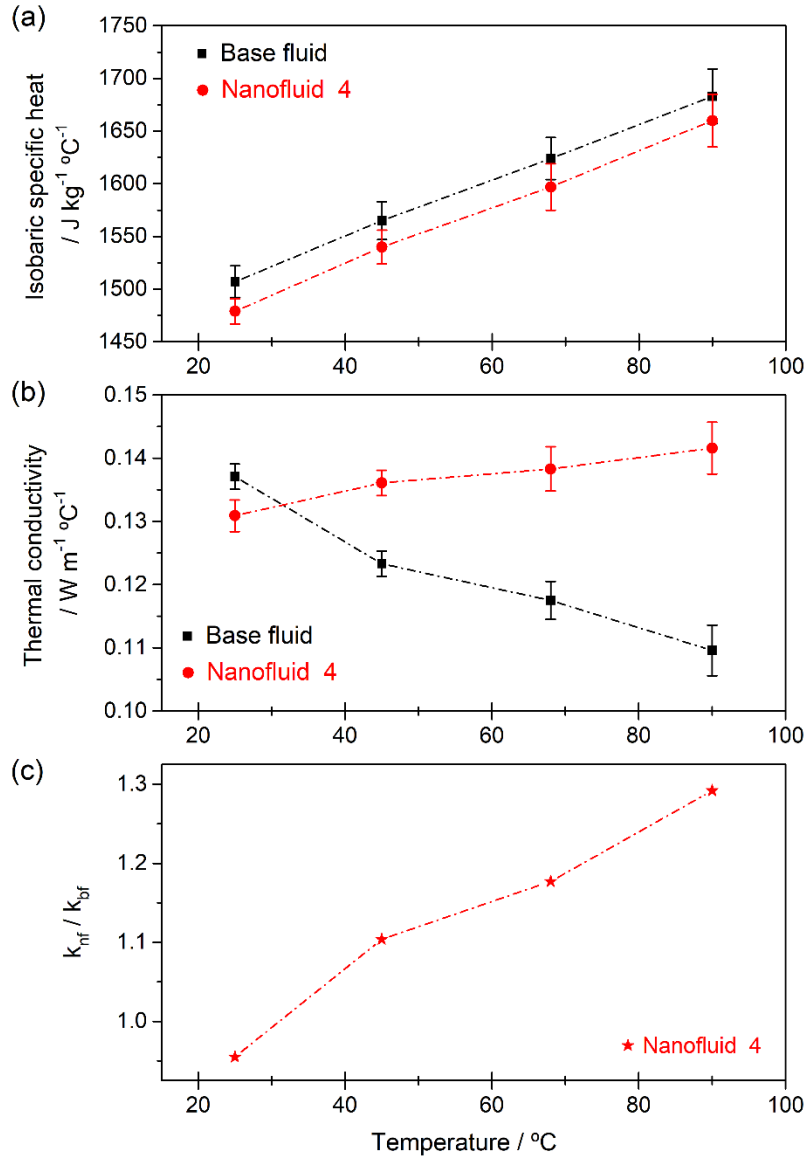 (a)
1750
1700
1650
1600
1550
1500
1450
Isobaric specific heat
/ J kg⁻¹ ºC⁻¹
Base fluid
Nanofluid 4
20 40 60 80 100
(b)
0.15
0.14
0.13
0.12
0.11
0.10
Thermal conductivity
/ W m⁻¹ ºC⁻¹
Base fluid
Nanofluid 4
20 40 60 80 100
(c)
1.3
1.2
1.1
1.0
k_nf / k_bf
Nanofluid 4
20 40 60 80 100
Temperature / ºC